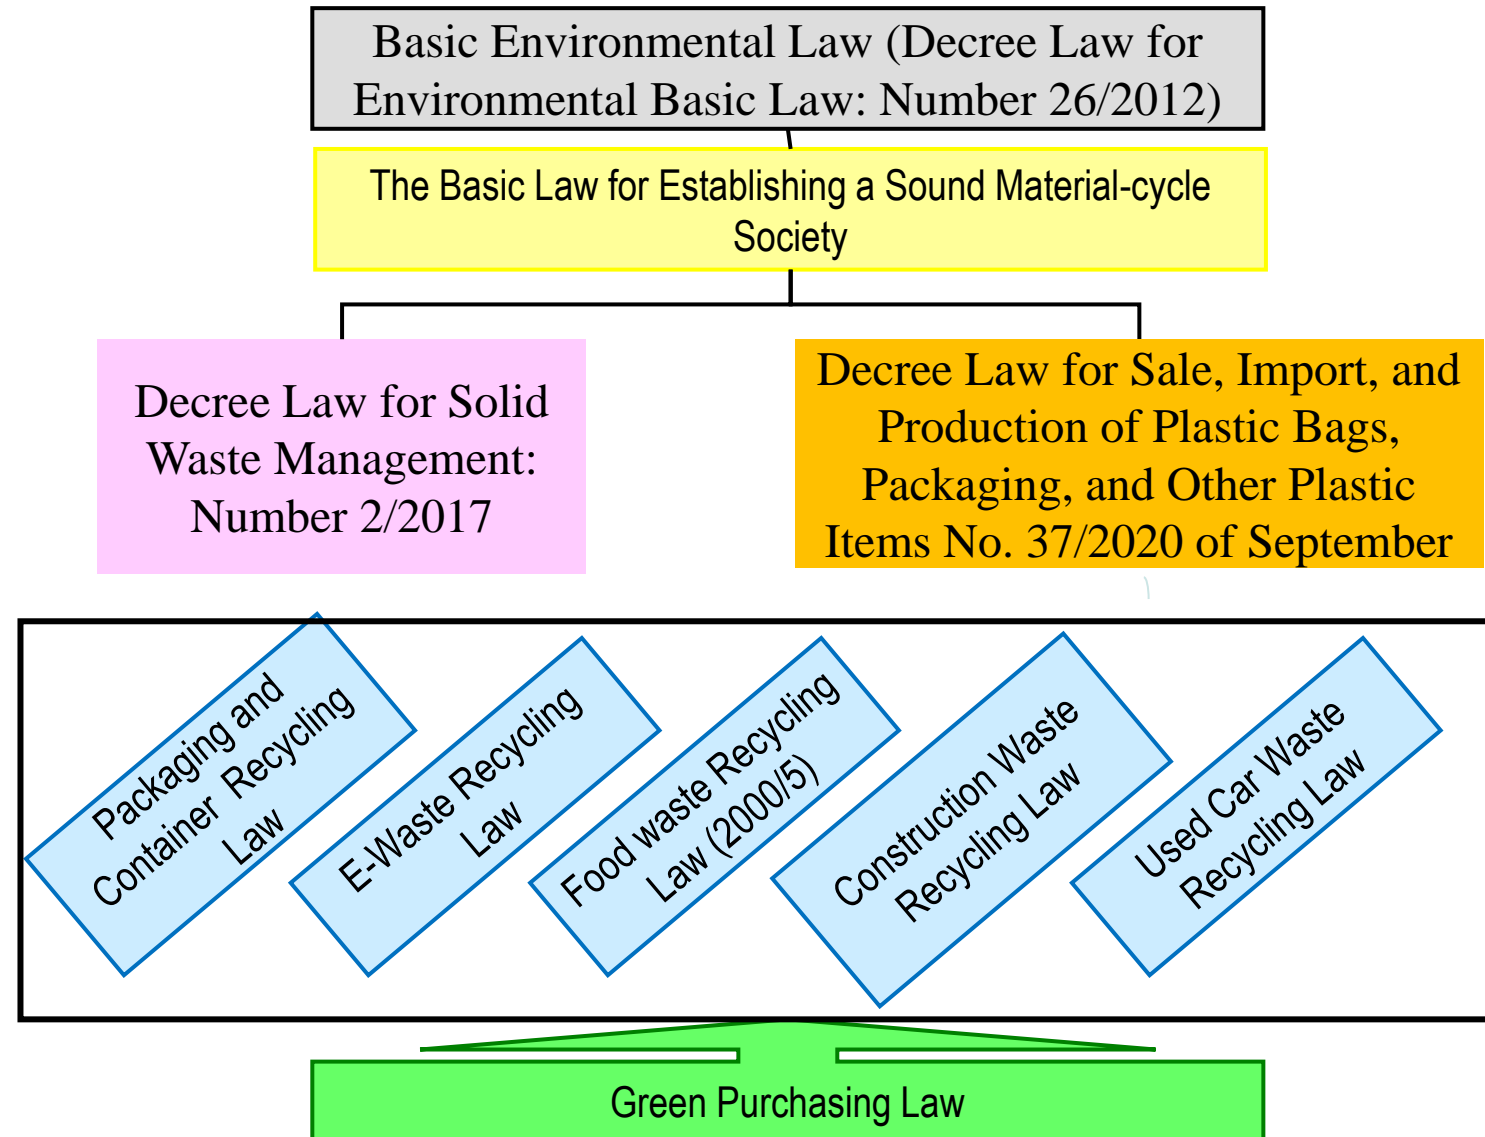 Basic Environmental Law (Decree Law for
Environmental Basic Law: Number 26/2012)
The Basic Law for Establishing a Sound Material-cycle
Society
Decree Law for Solid
Waste Management:
Number 2/2017
Decree Law for Sale, Import, and
Production of Plastic Bags,
Packaging, and Other Plastic
Items No. 37/2020 of September
Packaging and
Container Recycling
Law
E-Waste Recycling
Law
Food waste Recycling
Law (2000/5)
Construction Waste
Recycling Law
Used Car Waste
Recycling Law
Green Purchasing Law